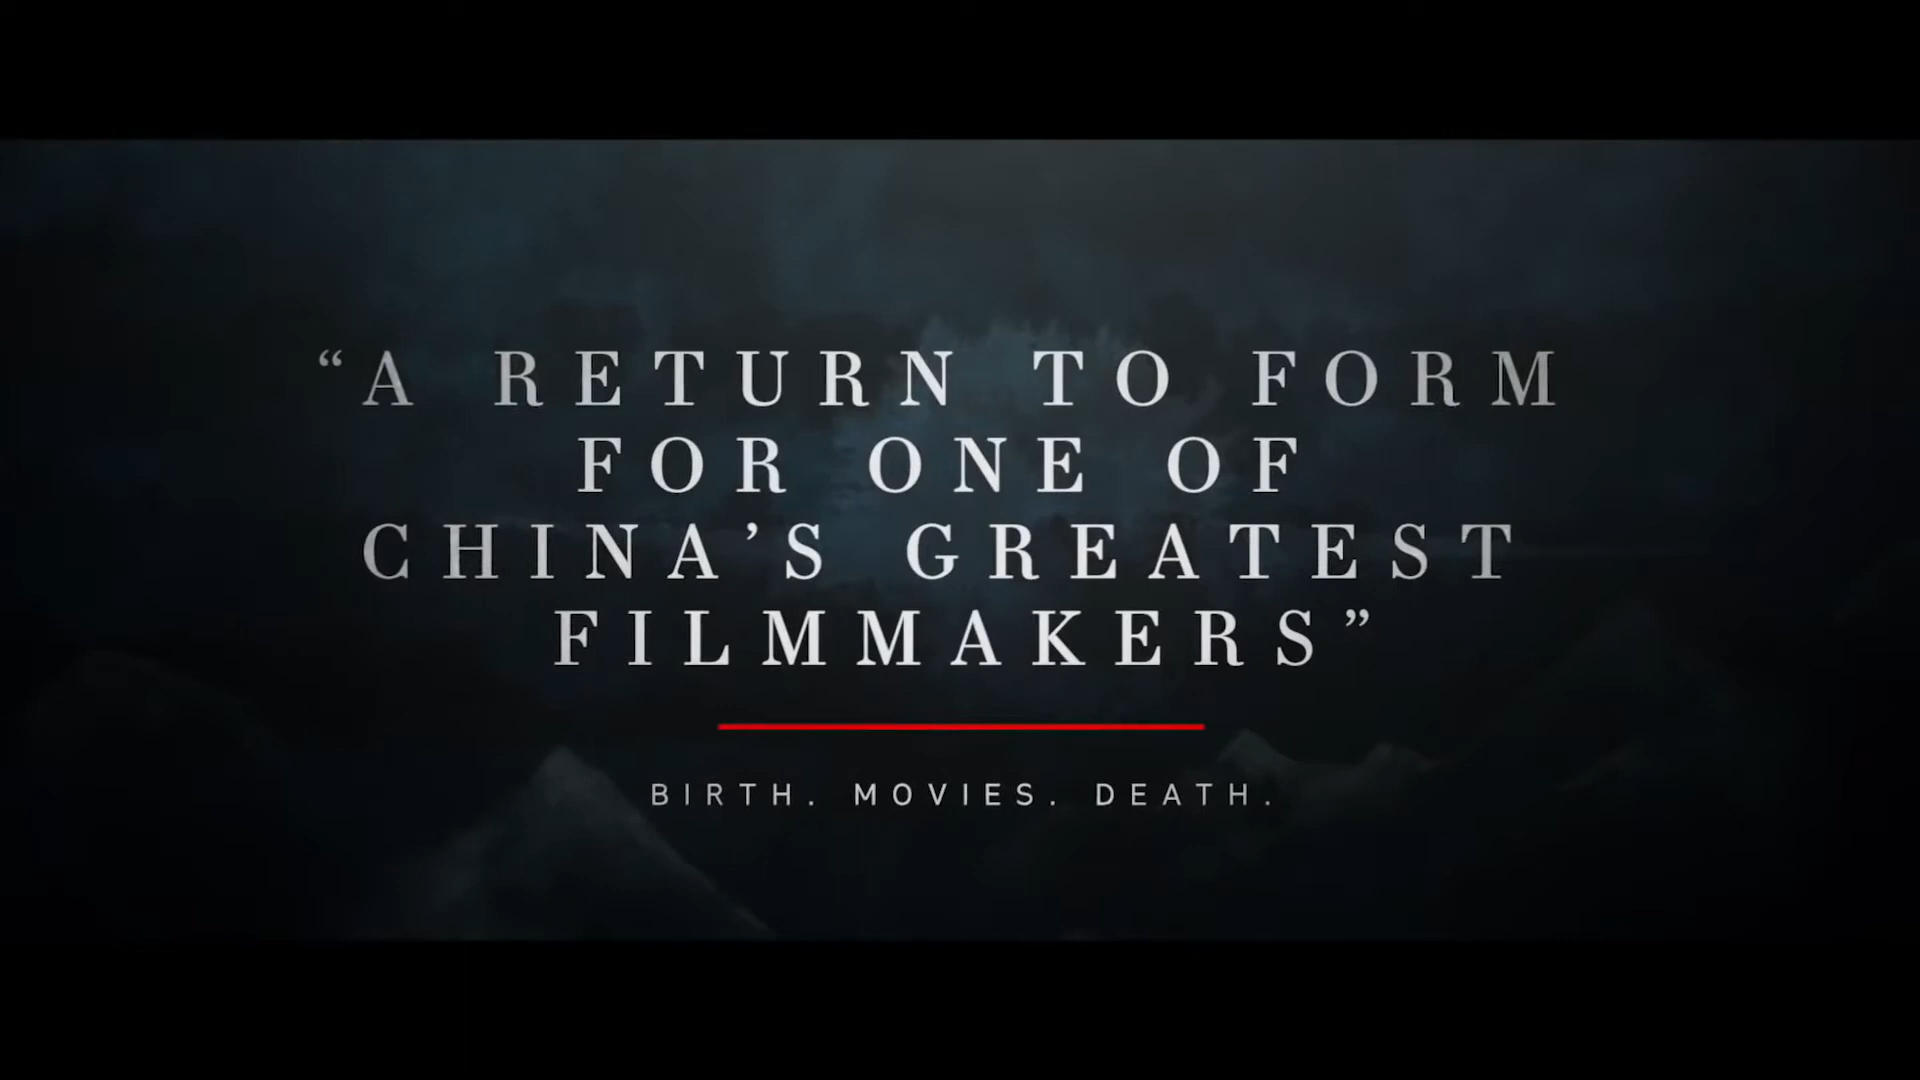 “A RETURN TO FORM
FOR ONE OF
CHINA’S GREATEST
FILMMAKERS”
BIRTH. MOVIES. DEATH.